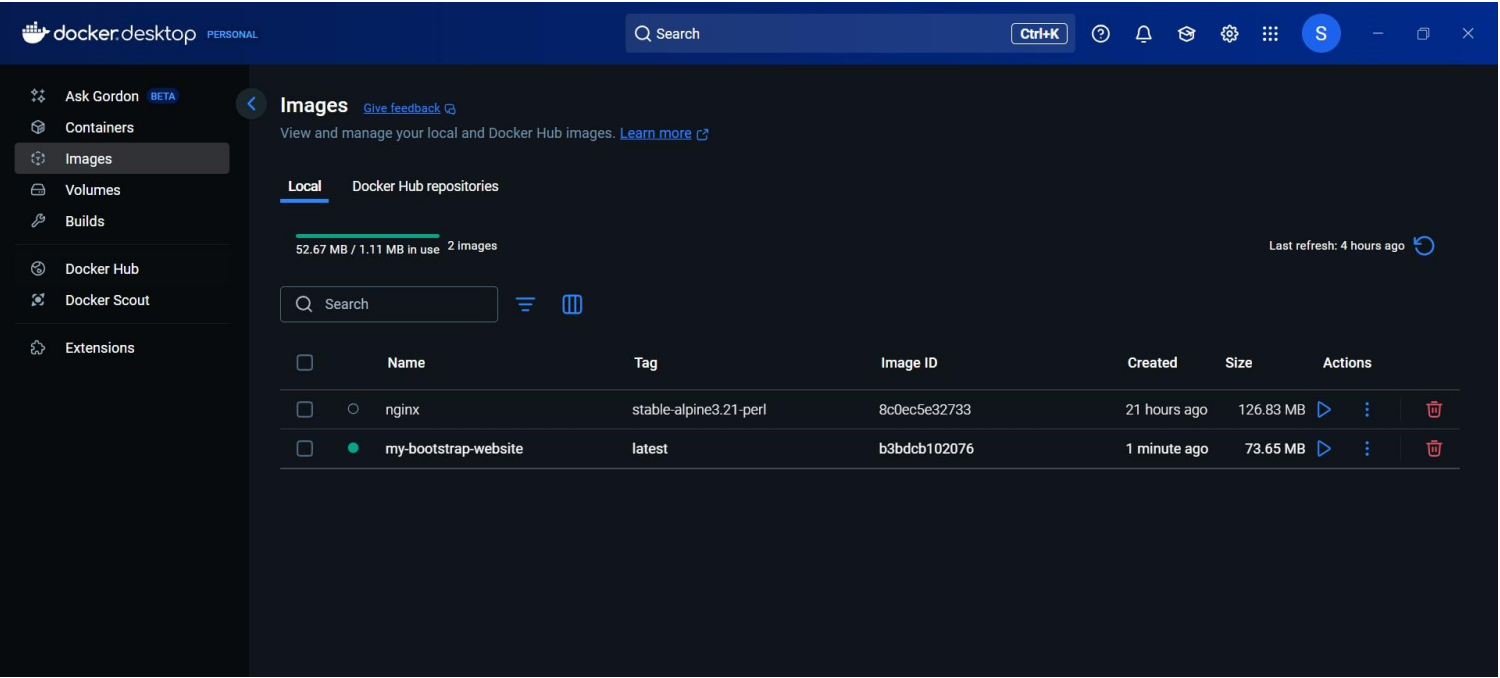 docker.desktop PERSONAL
Search
Ctrl+K
S
Ask Gordon BETA
Containers
Images
Volumes
Builds
Docker Hub
Docker Scout
Extensions
Images Give feedback
View and manage your local and Docker Hub images. Learn more
Local Docker Hub repositories
52.67 MB / 1.11 MB in use 2 images
Last refresh: 4 hours ago
Search
Name Tag Image ID Created Size Actions
nginx stable-alpine3.21-perl 8c0ec5e32733 21 hours ago 126.83 MB
my-bootstrap-website latest b3bdcb102076 1 minute ago 73.65 MB